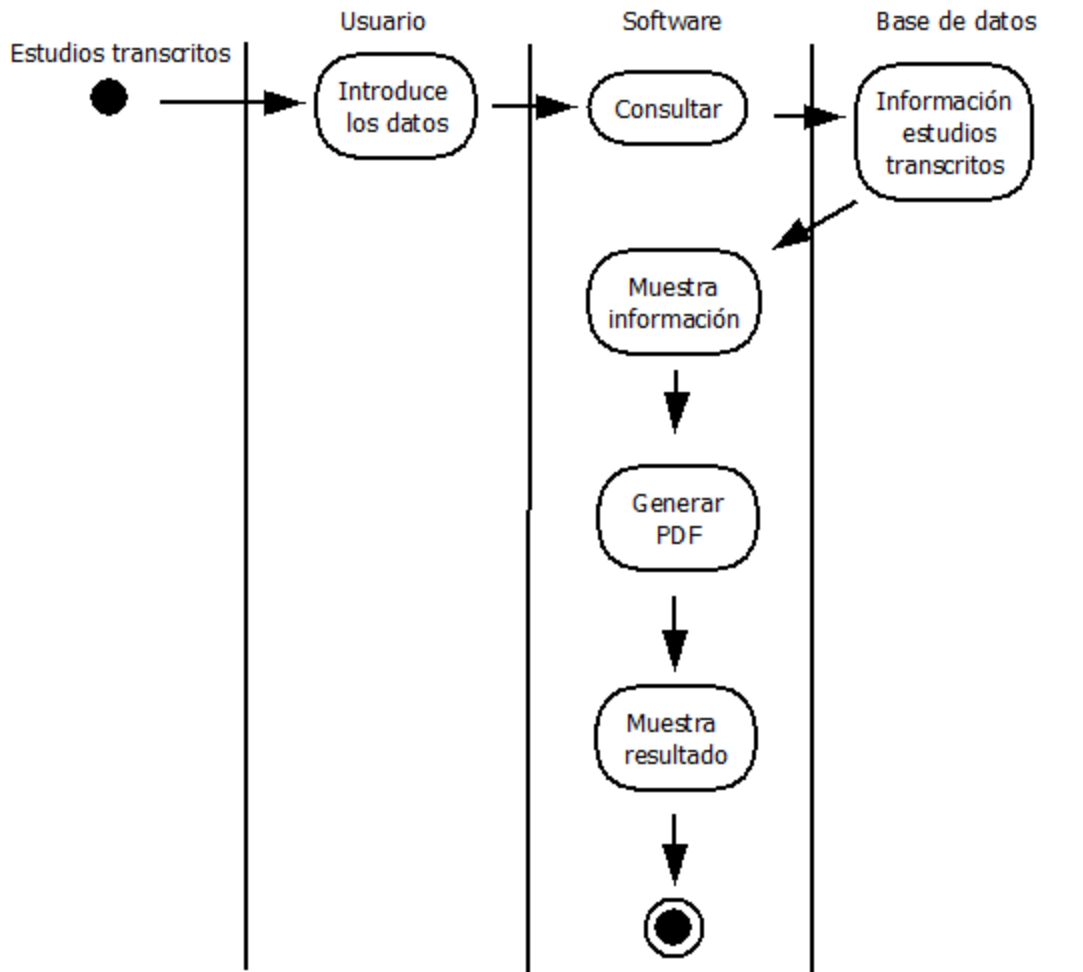 Usuario
Software
Base de datos
Estudios transcritos
Introduce
los datos
Consultar
Información
estudios
transcritos
Muestra
información
Generar
PDF
Muestra
resultado